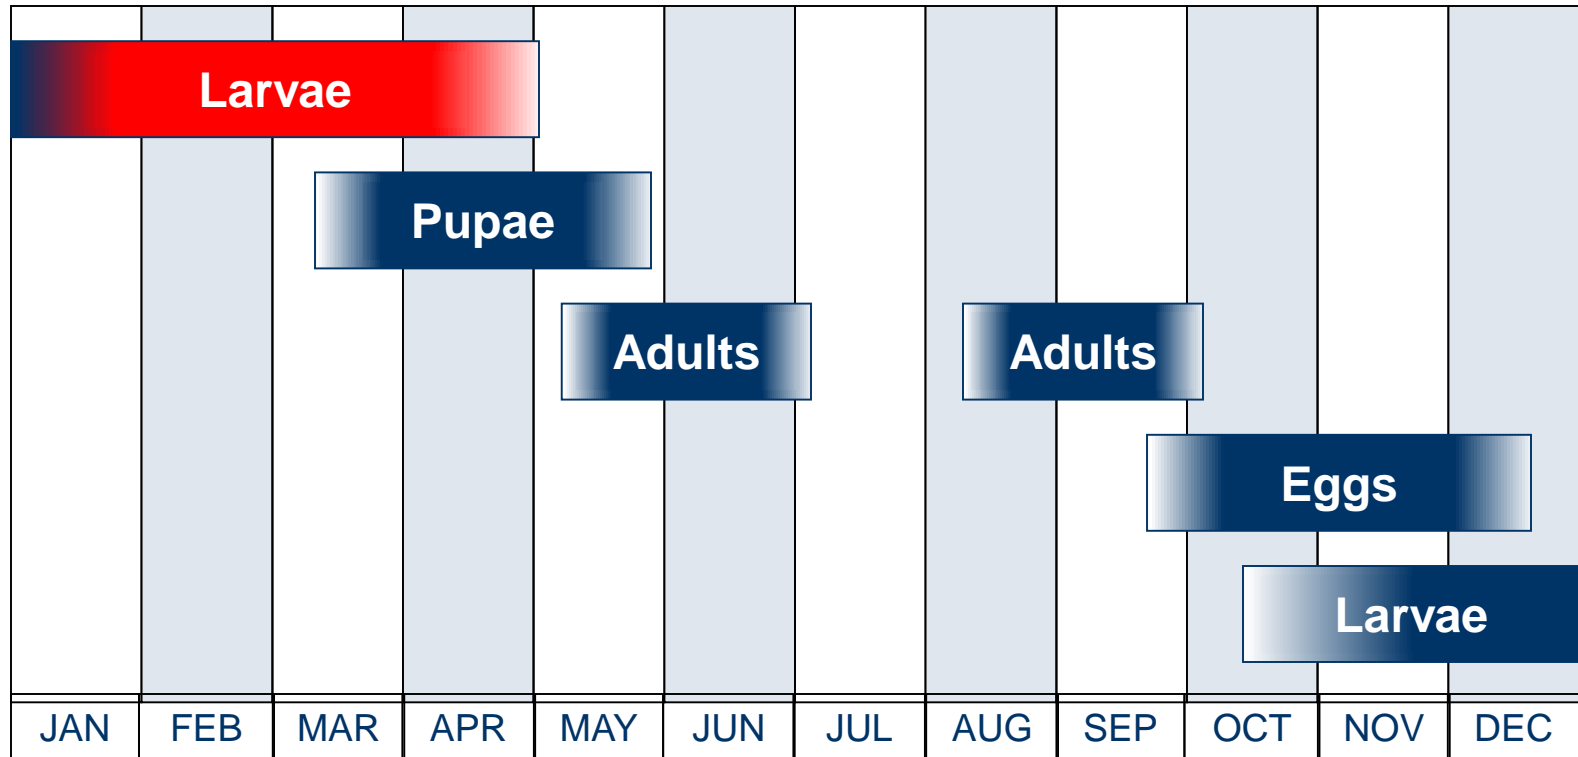 Larvae
Pupae
Adults Adults
Eggs
Larvae
JAN FEB MAR APR MAY JUN JUL AUG SEP OCT NOV DEC